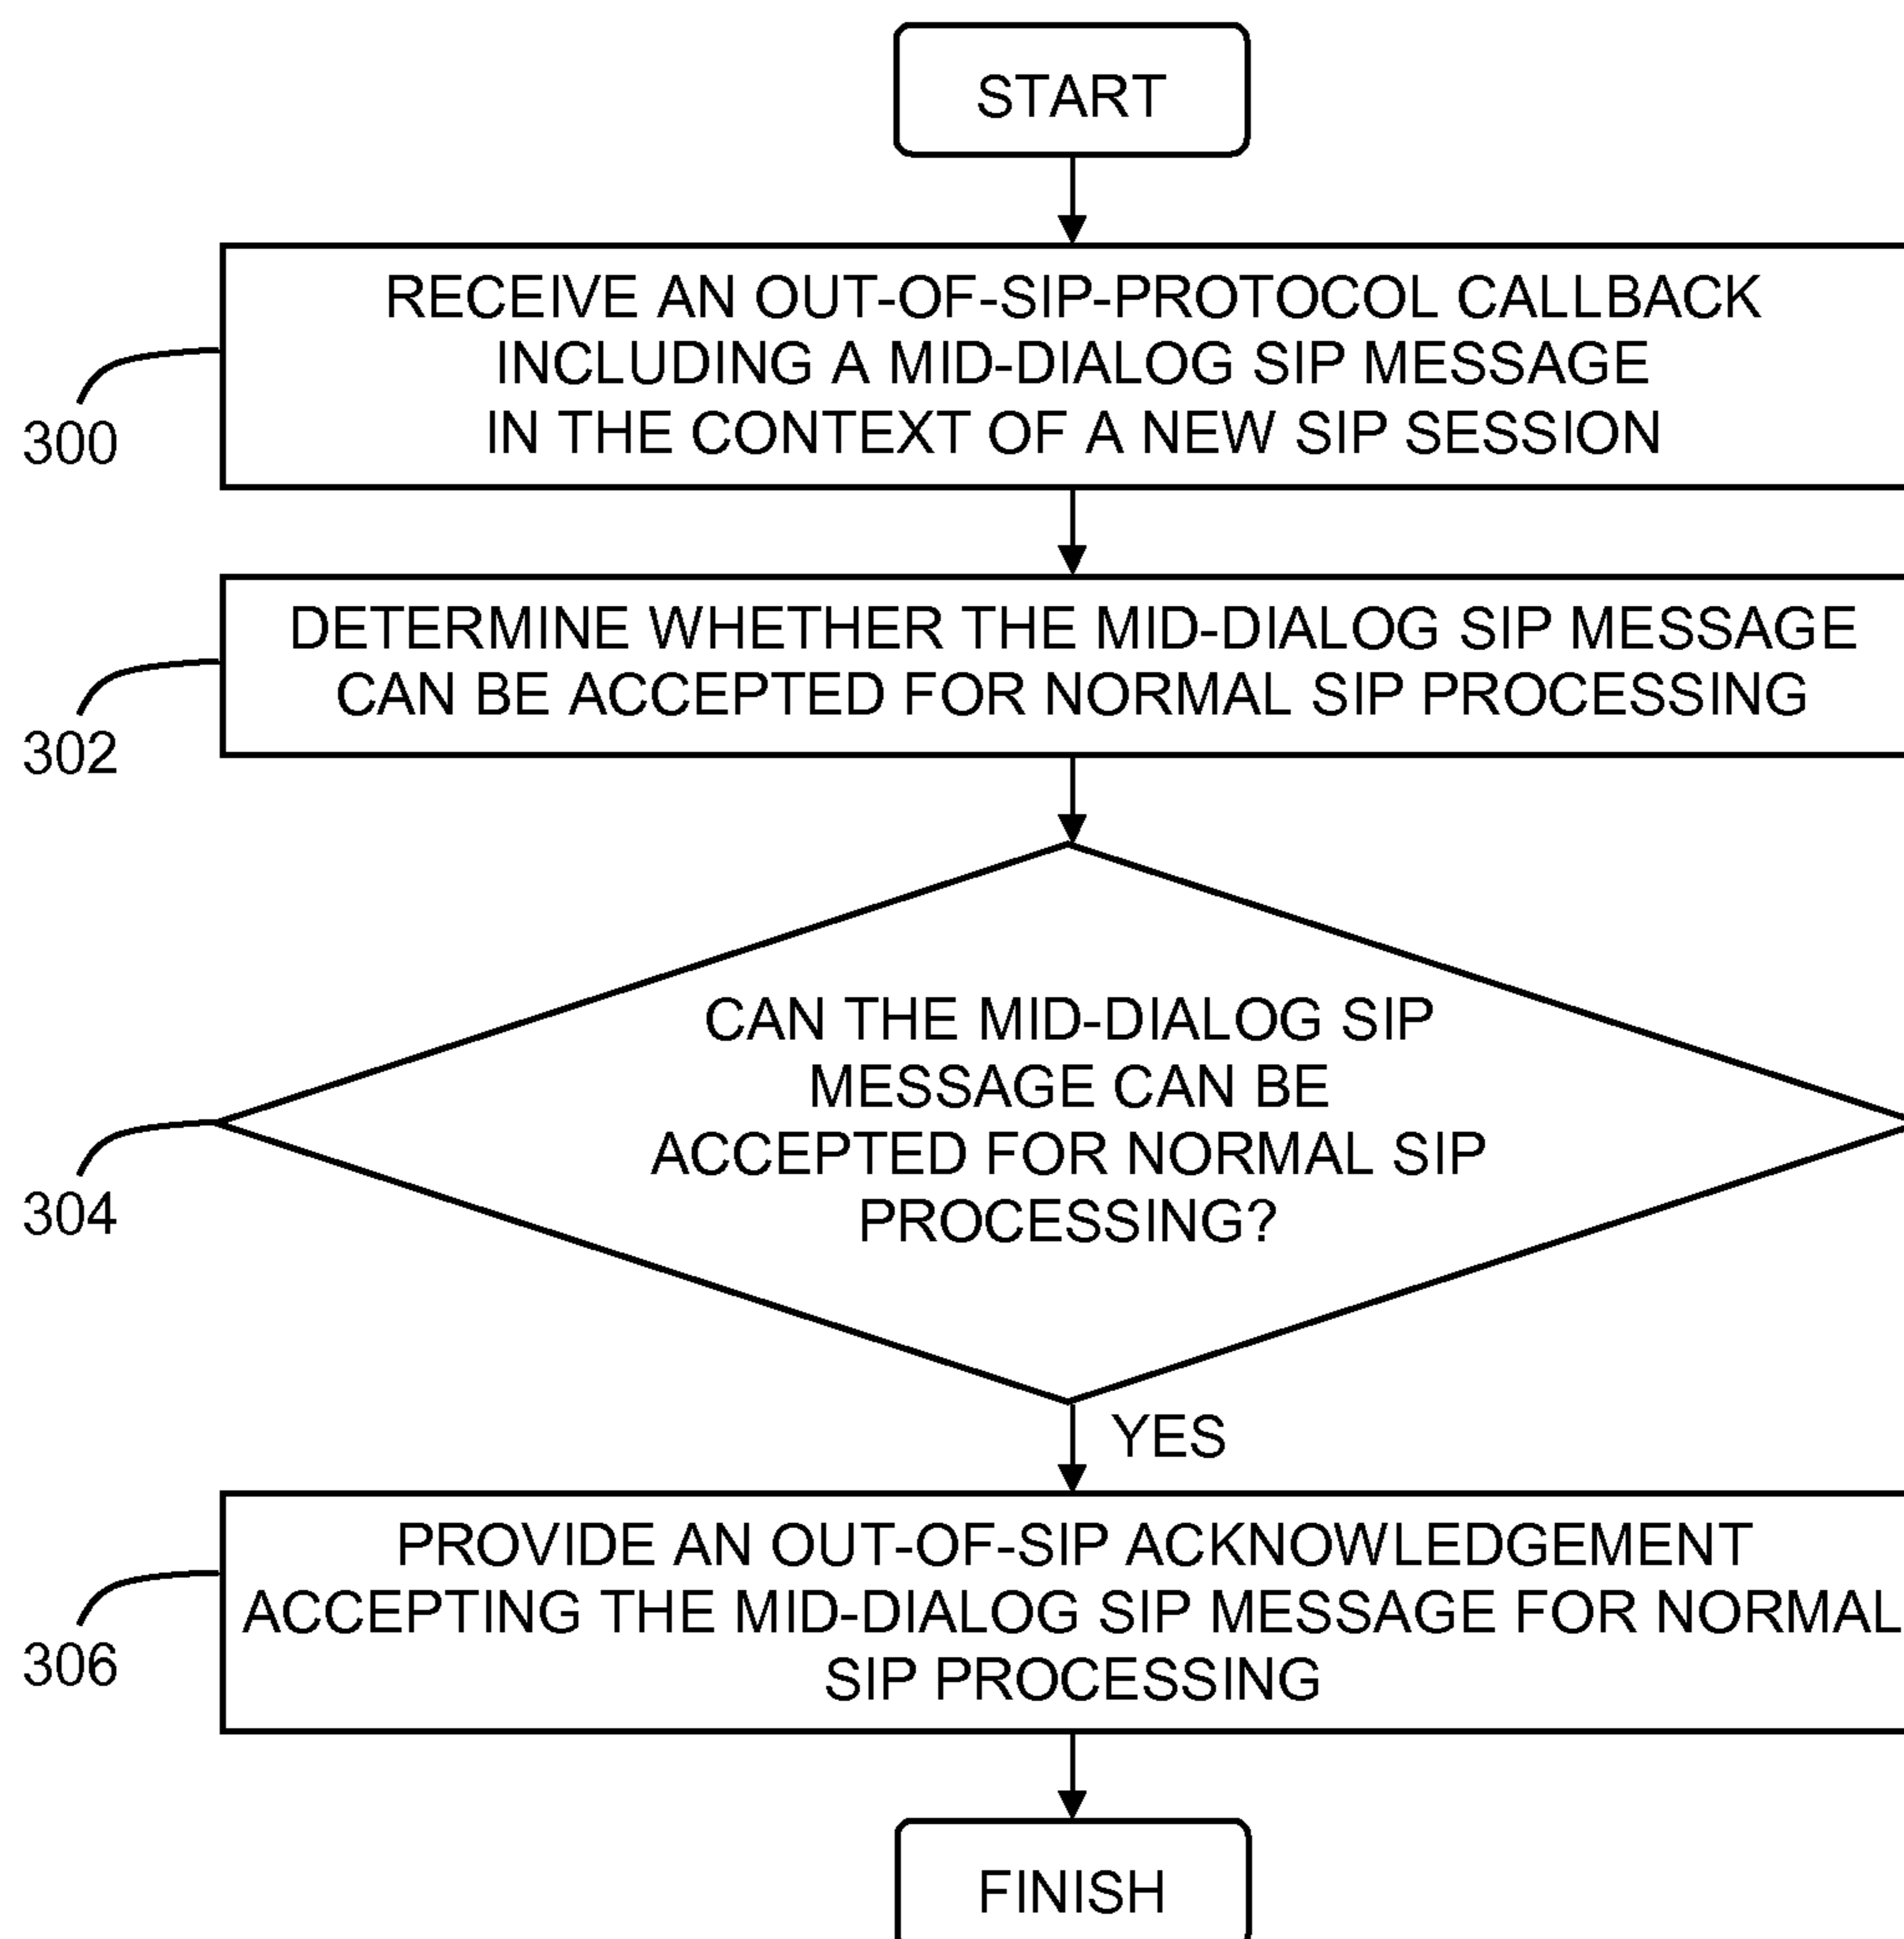 START
RECEIVE AN OUT-OF-SIP-PROTOCOL CALLBACK
INCLUDING A MID-DIALOG SIP MESSAGE
IN THE CONTEXT OF A NEW SIP SESSION
300
DETERMINE WHETHER THE MID-DIALOG SIP MESSAGE
CAN BE ACCEPTED FOR NORMAL SIP PROCESSING
302
CAN THE MID-DIALOG SIP
MESSAGE CAN BE
ACCEPTED FOR NORMAL SIP
PROCESSING?
304
YES
PROVIDE AN OUT-OF-SIP ACKNOWLEDGEMENT
ACCEPTING THE MID-DIALOG SIP MESSAGE FOR NORMAL
SIP PROCESSING
306
FINISH